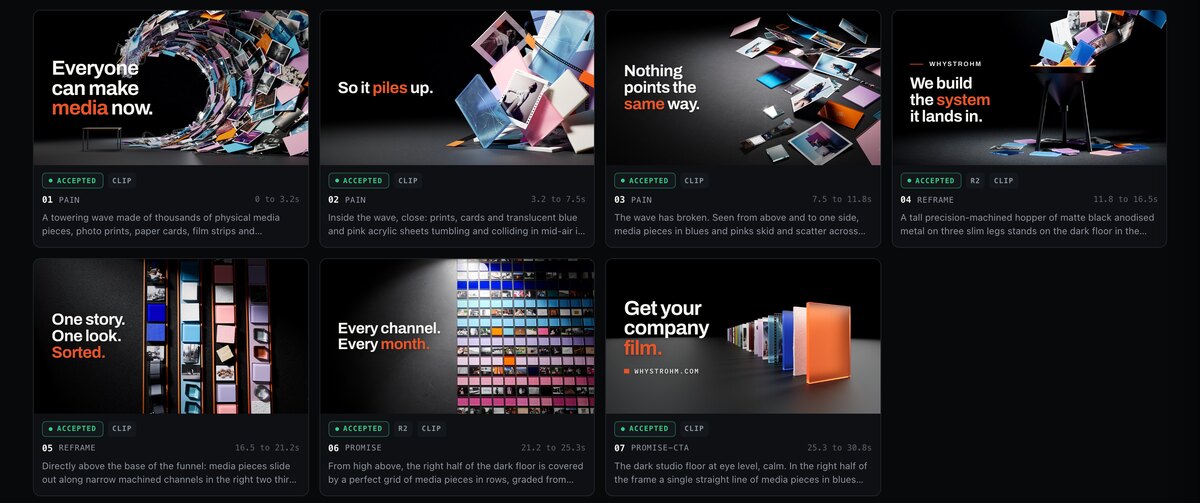 Everyone
can make
media now.
ACCEPTED CLIP
01 PAIN 0 to 3.2s
A towering wave made of thousands of physical media
pieces, photo prints, paper cards, film strips and…
So it piles up.
ACCEPTED CLIP
02 PAIN 3.2 to 7.5s
Inside the wave, close: prints, cards and translucent blue
and pink acrylic sheets tumbling and colliding in mid-air i…
Nothing
points the
same way.
ACCEPTED CLIP
03 PAIN 7.5 to 11.8s
The wave has broken. Seen from above and to one side,
media pieces in blues and pinks skid and scatter across…
WHYSTROHM
We build
the system
it lands in.
ACCEPTED R2 CLIP
04 REFRAME 11.8 to 16.5s
A tall precision-machined hopper of matte black anodised
metal on three slim legs stands on the dark floor in the…
One story.
One look.
Sorted.
ACCEPTED CLIP
05 REFRAME 16.5 to 21.2s
Directly above the base of the funnel: media pieces slide
out along narrow machined channels in the right two thir…
Every channel.
Every month.
ACCEPTED R2 CLIP
06 PROMISE 21.2 to 25.3s
From high above, the right half of the dark floor is covered
by a perfect grid of media pieces in rows, graded from…
Get your
company
film.
WHYSTROHM.COM
ACCEPTED CLIP
07 PROMISE-CTA 25.3 to 30.8s
The dark studio floor at eye level, calm. In the right half of
the frame a single straight line of media pieces in blues…